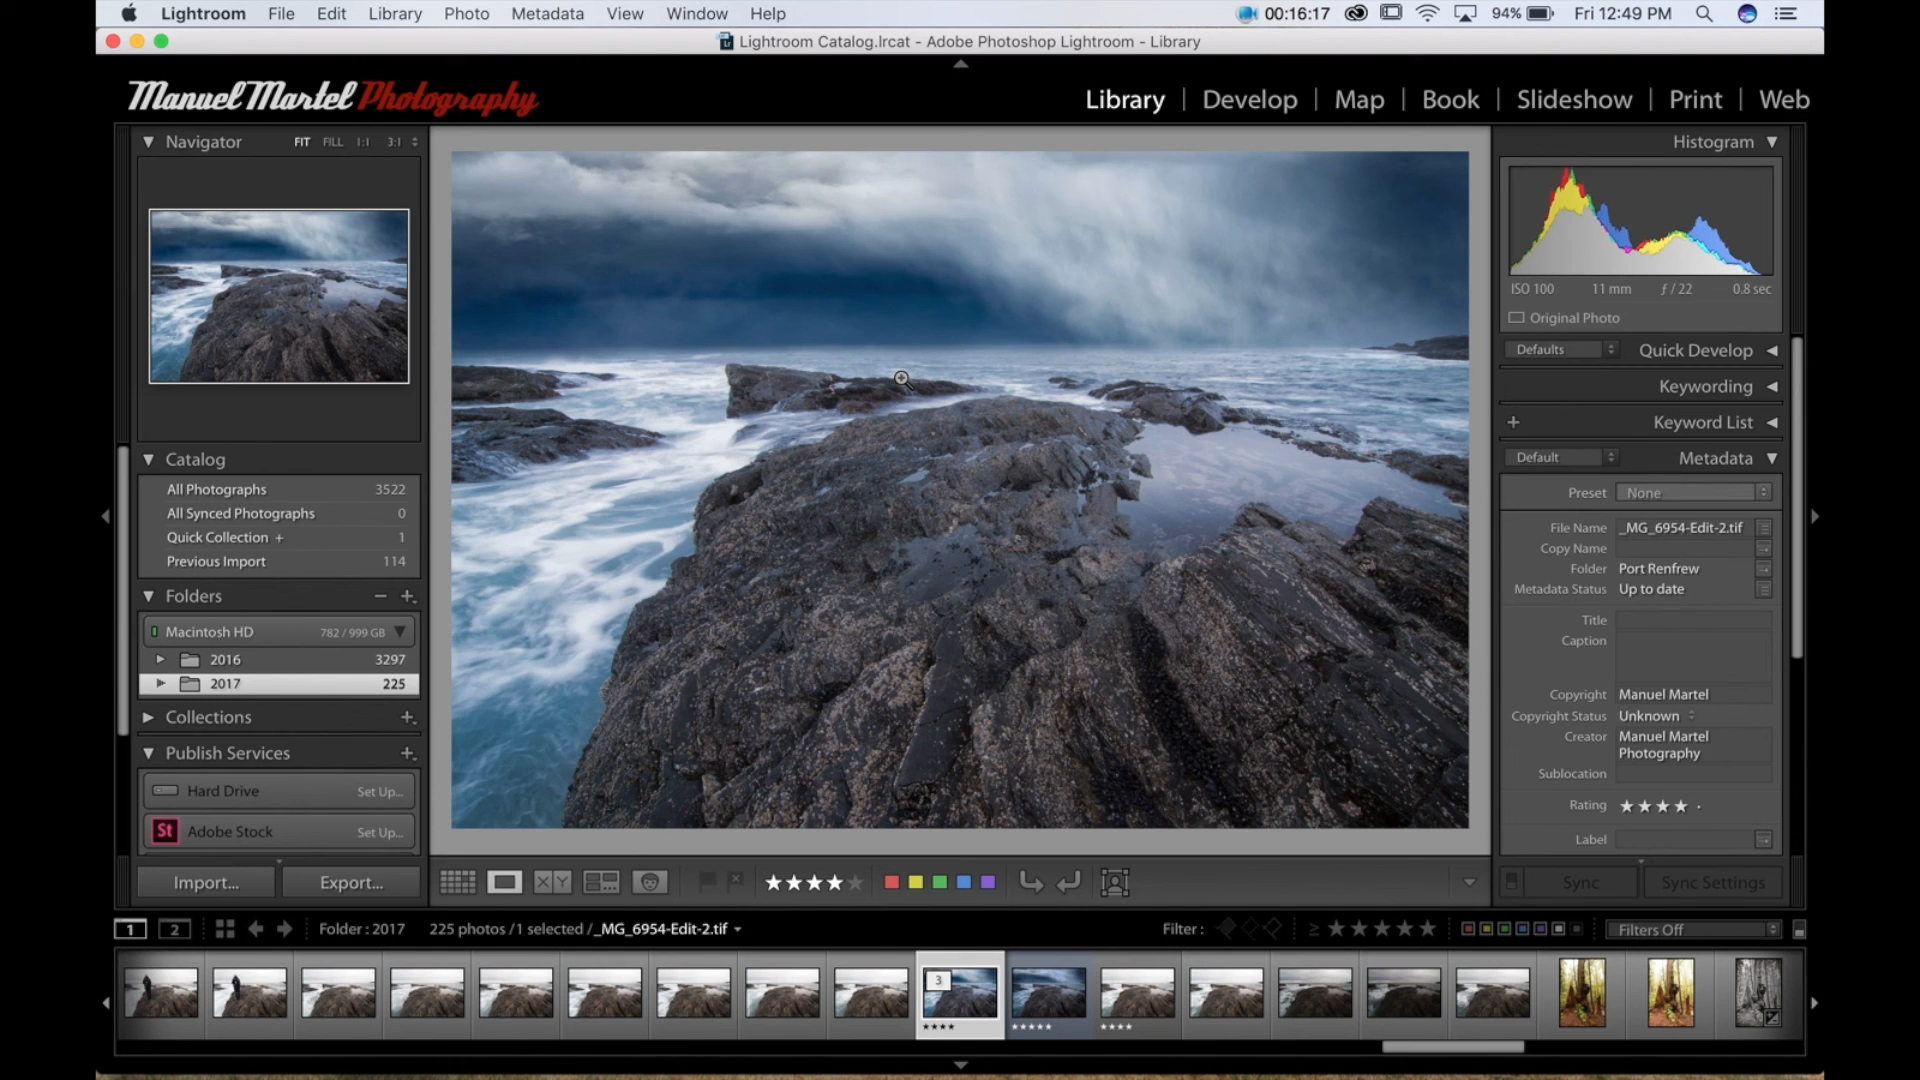 Lightroom File Edit Library Photo Metadata View Window Help 00:16:17 94% Fri 12:49 PM
Lightroom Catalog.lrcat - Adobe Photoshop Lightroom - Library
Manuel Martel Photography
Library | Develop | Map | Book | Slideshow | Print | Web
Navigator FIT FILL 1:1 3:1
Catalog
All Photographs 3522
All Synced Photographs 0
Quick Collection + 1
Previous Import 114
Folders
Macintosh HD 782 / 999 GB
2016 3297
2017 225
Collections
Publish Services
Hard Drive Set Up...
St Adobe Stock Set Up...
Import... Export...
Histogram
ISO 100 11 mm ƒ / 22 0.8 sec
Original Photo
Defaults Quick Develop
Keywording
Keyword List
Default Metadata
Preset None
File Name _MG_6954-Edit-2.tif
Copy Name
Folder Port Renfrew
Metadata Status Up to date
Title
Caption
Copyright Manuel Martel
Copyright Status Unknown
Creator Manuel Martel
Photography
Sublocation
Rating
Label
Sync Sync Settings
X Y
1 2 Folder : 2017 225 photos / 1 selected / _MG_6954-Edit-2.tif Filter : Filters Off
3